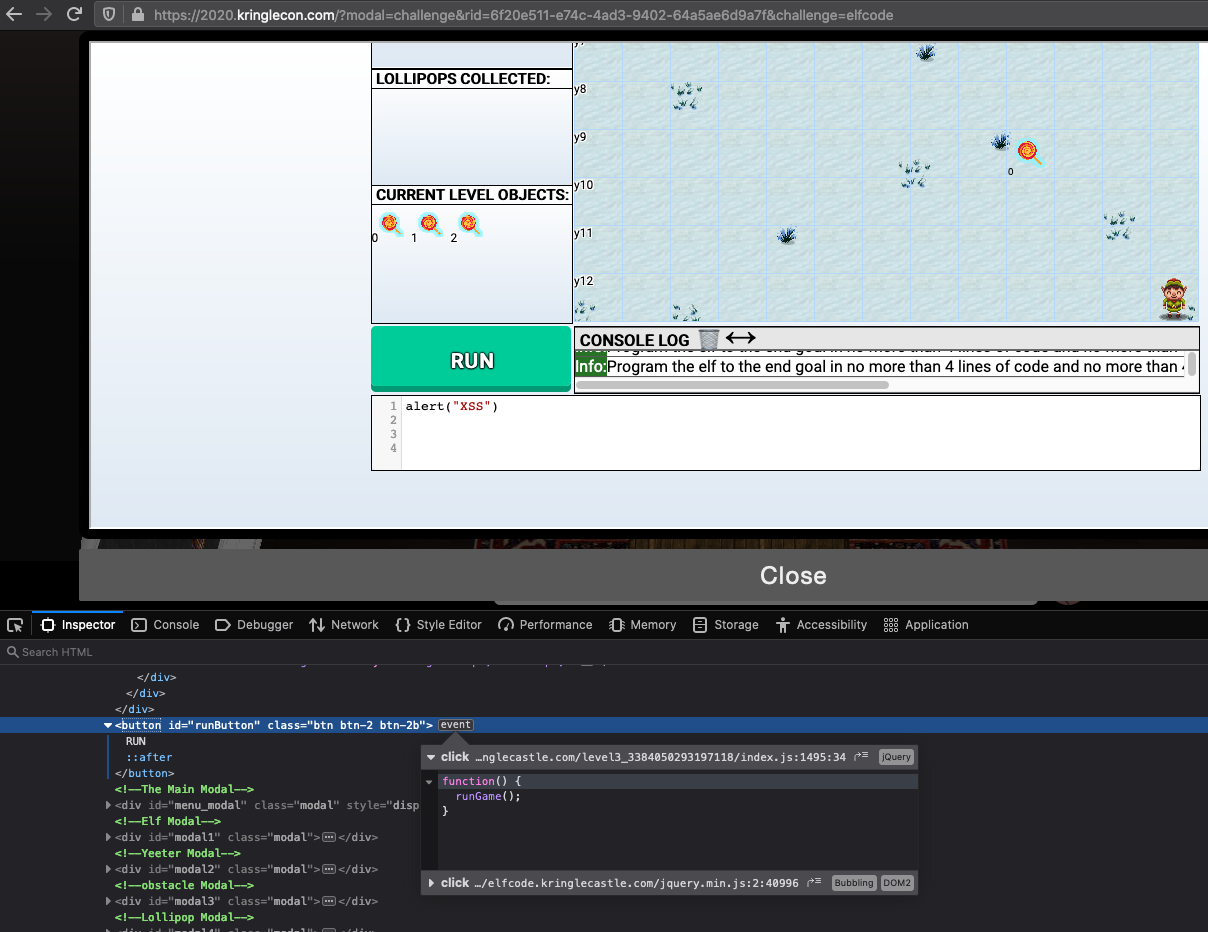 https://2020.kringlecon.com/?modal=challenge&rid=6f20e511-e74c-4ad3-9402-64a5ae6d9a7f&challenge=elfcode
LOLLIPOPS COLLECTED:
y8
y9
0
y10
CURRENT LEVEL OBJECTS:
0 1 2
y11
y12
RUN
CONSOLE LOG
Info:Program the elf to the end goal in no more than 4 lines of code and no more than
1 alert("XSS")
2
3
4
Close
Inspector Console Debugger Network Style Editor Performance Memory Storage Accessibility Application
Search HTML
</div>
</div>
</div>
<button id="runButton" class="btn btn-2 btn-2b"> event
RUN
::after
</button>
<!--The Main Modal-->
<div id="menu_modal" class="modal" style="disp
<!--Elf Modal-->
<div id="modal1" class="modal"></div>
<!--Yeeter Modal-->
<div id="modal2" class="modal"></div>
<!--obstacle Modal-->
<div id="modal3" class="modal"></div>
<!--Lollipop Modal-->
click …nglecastle.com/level3_3384050293197118/index.js:1495:34 jQuery
function() {
runGame();
}
click …/elfcode.kringlecastle.com/jquery.min.js:2:40996 Bubbling DOM2